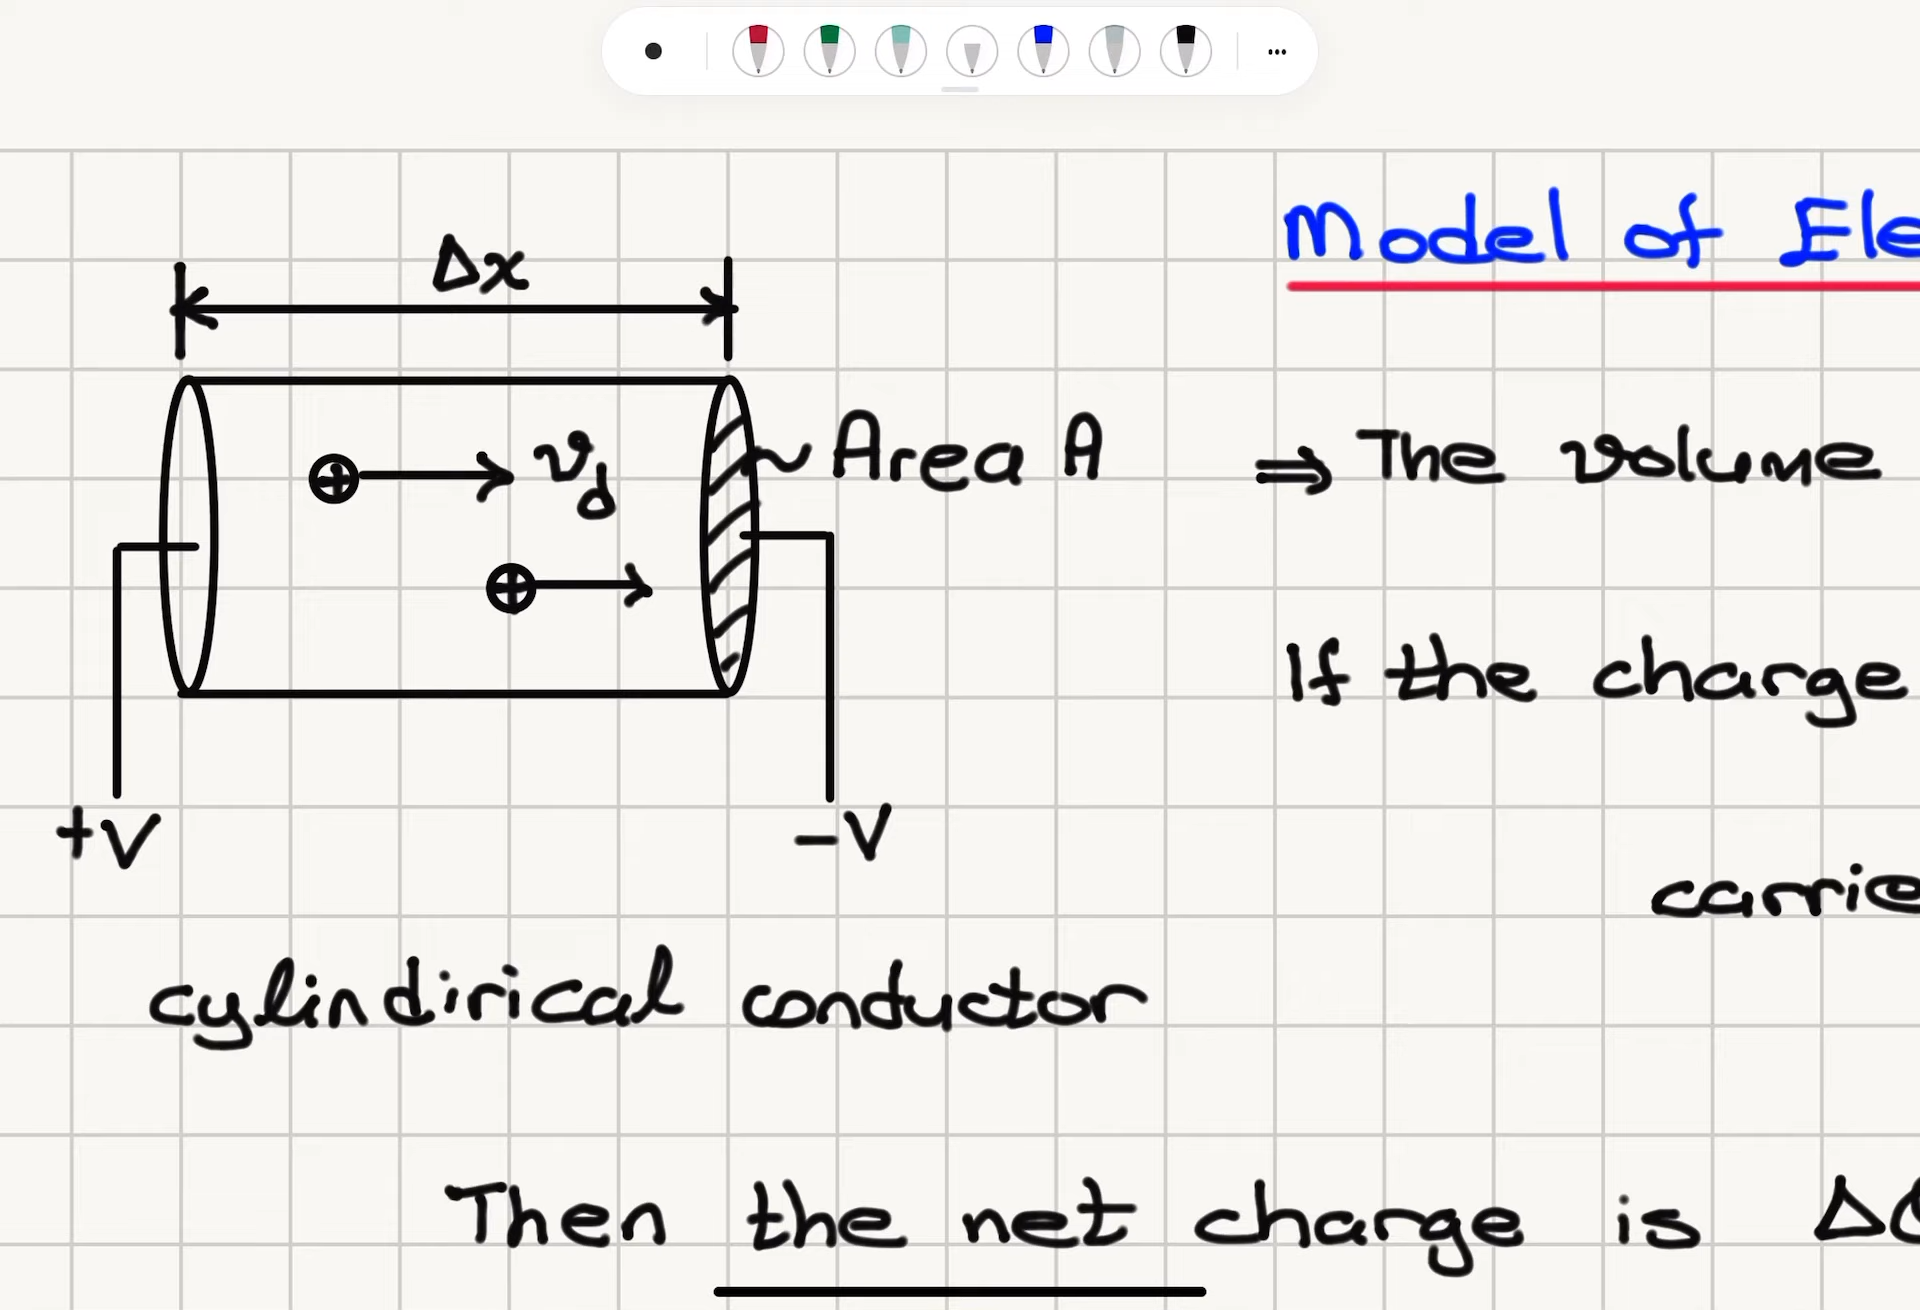 Δx
Model of Ele
v_d
~ Area A
⇒ The volume
If the charge
+V
-V
carrie
cylindirical conductor
Then the net charge is Δ